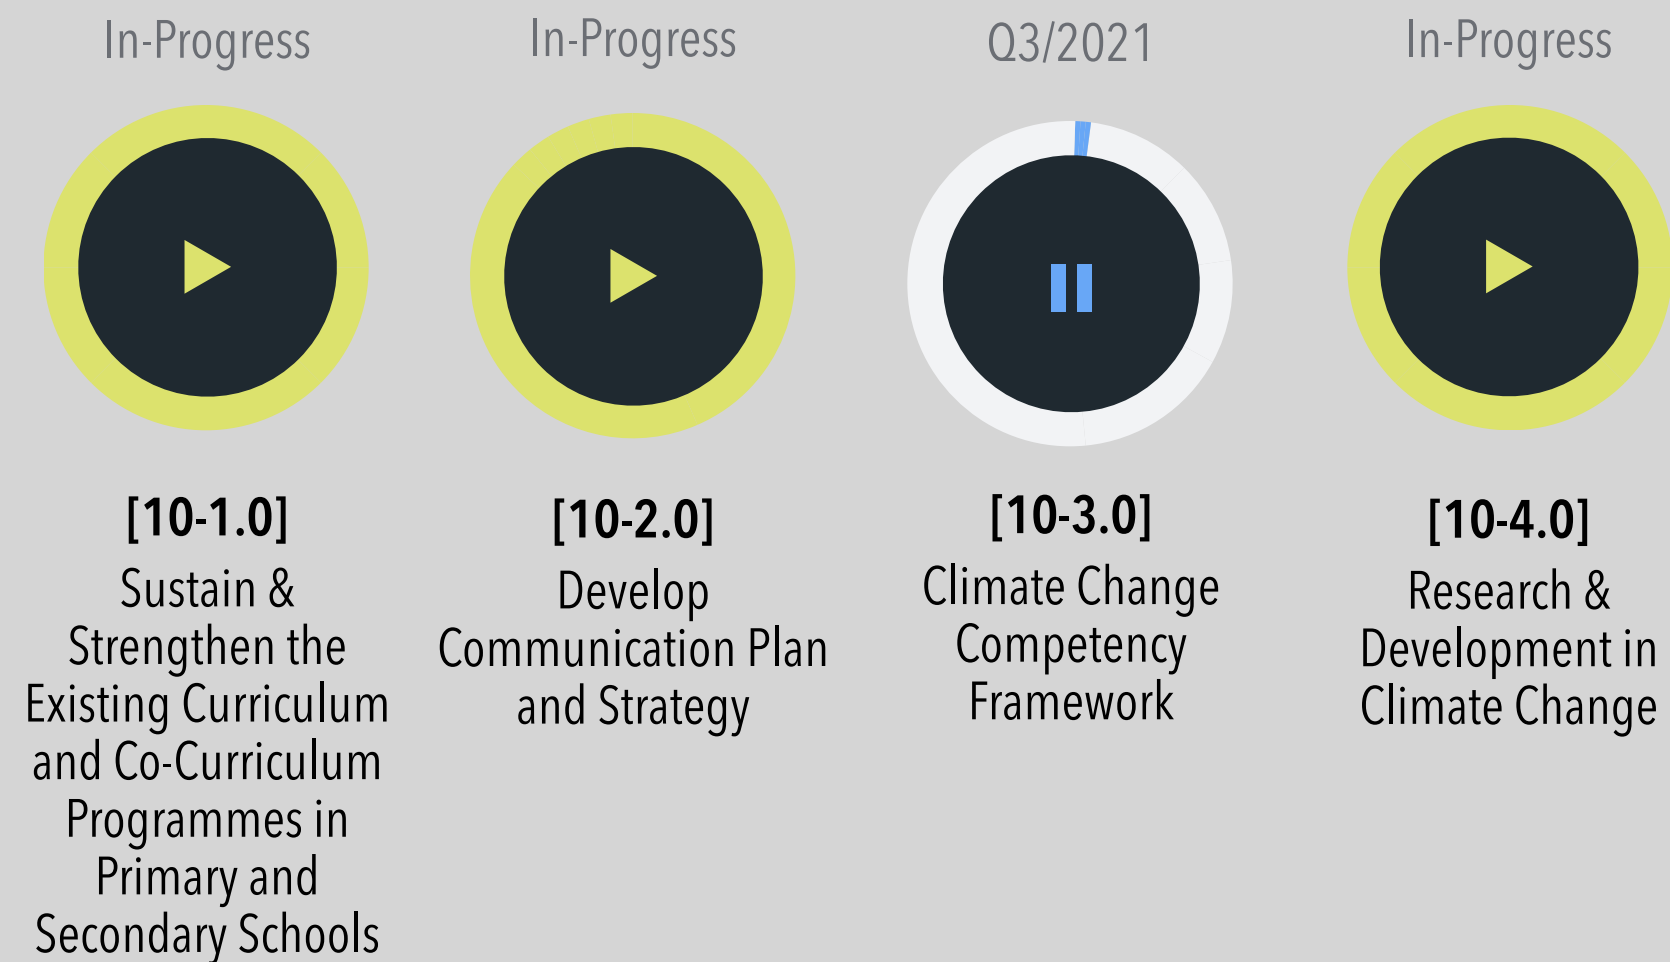 In-Progress
[10-1.0]
Sustain &
Strengthen the
Existing Curriculum
and Co-Curriculum
Programmes in
Primary and
Secondary Schools
In-Progress
[10-2.0]
Develop
Communication Plan
and Strategy
Q3/2021
[10-3.0]
Climate Change
Competency
Framework
In-Progress
[10-4.0]
Research &
Development in
Climate Change